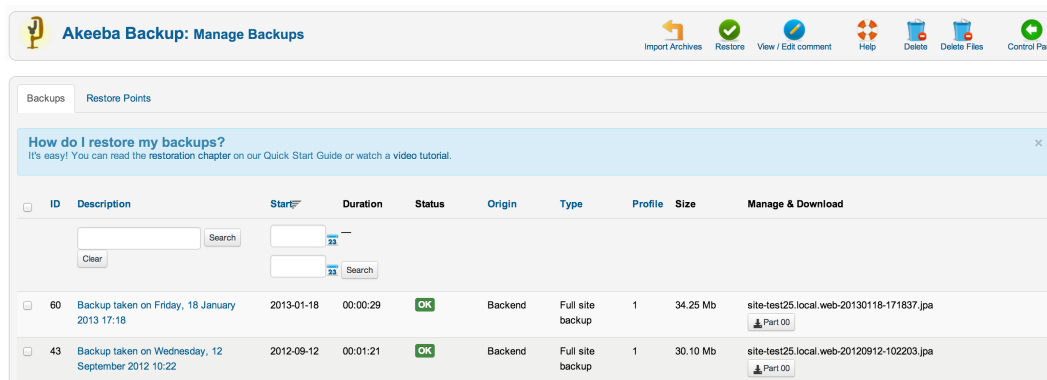 Akeeba Backup: Manage Backups
Import Archives Restore View / Edit comment Help Delete Delete Files Control Pa
Backups Restore Points
How do I restore my backups? ×
It's easy! You can read the restoration chapter on our Quick Start Guide or watch a video tutorial.
ID Description Start Duration Status Origin Type Profile Size Manage & Download
Search 23 —
Clear 23 Search
60 Backup taken on Friday, 18 January 2013-01-18 00:00:29 OK Backend Full site 1 34.25 Mb site-test25.local.web-20130118-171837.jpa
2013 17:18 backup Part 00
43 Backup taken on Wednesday, 12 2012-09-12 00:01:21 OK Backend Full site 1 30.10 Mb site-test25.local.web-20120912-102203.jpa
September 2012 10:22 backup Part 00